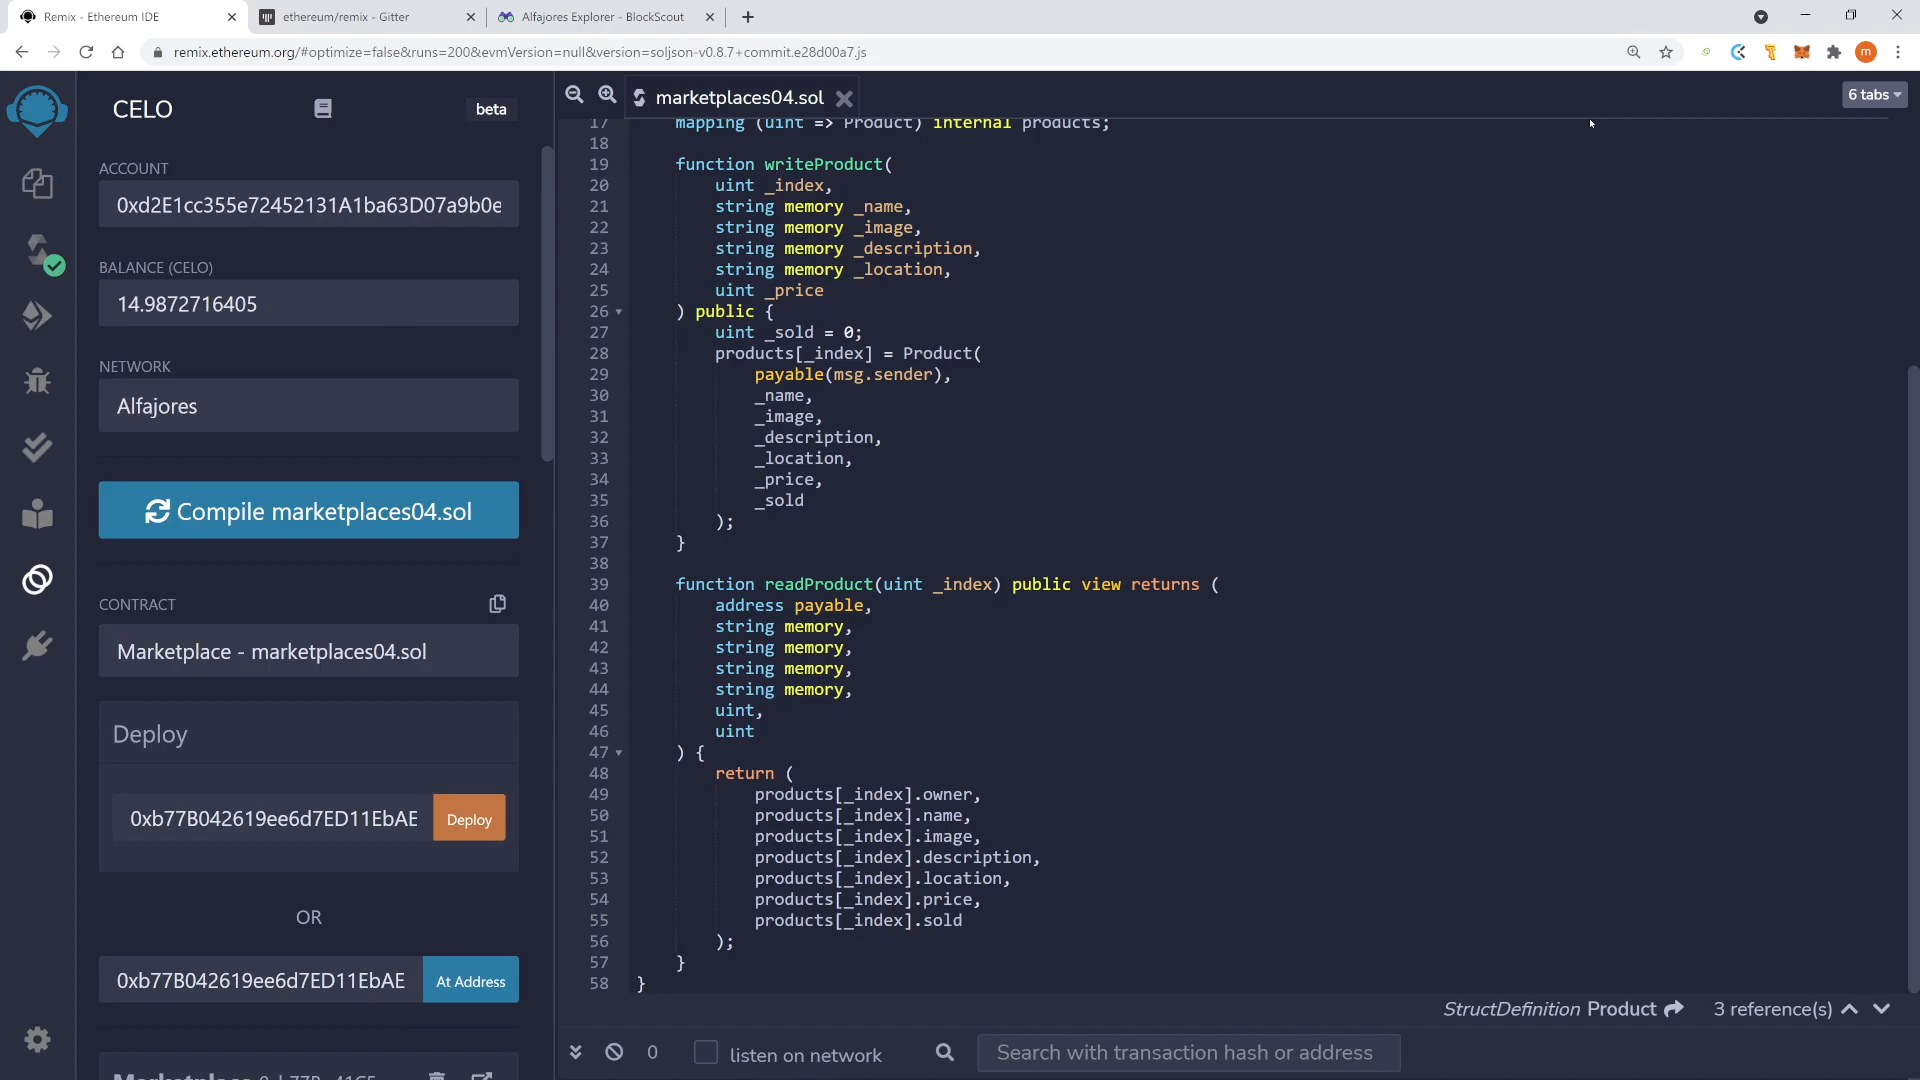 Remix - Ethereum IDE
ethereum/remix - Gitter
Alfajores Explorer - BlockScout
remix.ethereum.org/#optimize=false&runs=200&evmVersion=null&version=soljson-v0.8.7+commit.e28d00a7.js
m
CELO
beta
ACCOUNT
0xd2E1cc355e72452131A1ba63D07a9b0e
BALANCE (CELO)
14.9872716405
NETWORK
Alfajores
Compile marketplaces04.sol
CONTRACT
Marketplace - marketplaces04.sol
Deploy
0xb77B042619ee6d7ED11EbAE
Deploy
OR
0xb77B042619ee6d7ED11EbAE
At Address
marketplaces04.sol
6 tabs
17 mapping (uint => Product) internal products;
18
19 function writeProduct(
20 uint _index,
21 string memory _name,
22 string memory _image,
23 string memory _description,
24 string memory _location,
25 uint _price
26 ) public {
27 uint _sold = 0;
28 products[_index] = Product(
29 payable(msg.sender),
30 _name,
31 _image,
32 _description,
33 _location,
34 _price,
35 _sold
36 );
37 }
38
39 function readProduct(uint _index) public view returns (
40 address payable,
41 string memory,
42 string memory,
43 string memory,
44 string memory,
45 uint,
46 uint
47 ) {
48 return (
49 products[_index].owner,
50 products[_index].name,
51 products[_index].image,
52 products[_index].description,
53 products[_index].location,
54 products[_index].price,
55 products[_index].sold
56 );
57 }
58 }
StructDefinition Product 3 reference(s)
0 listen on network Search with transaction hash or address